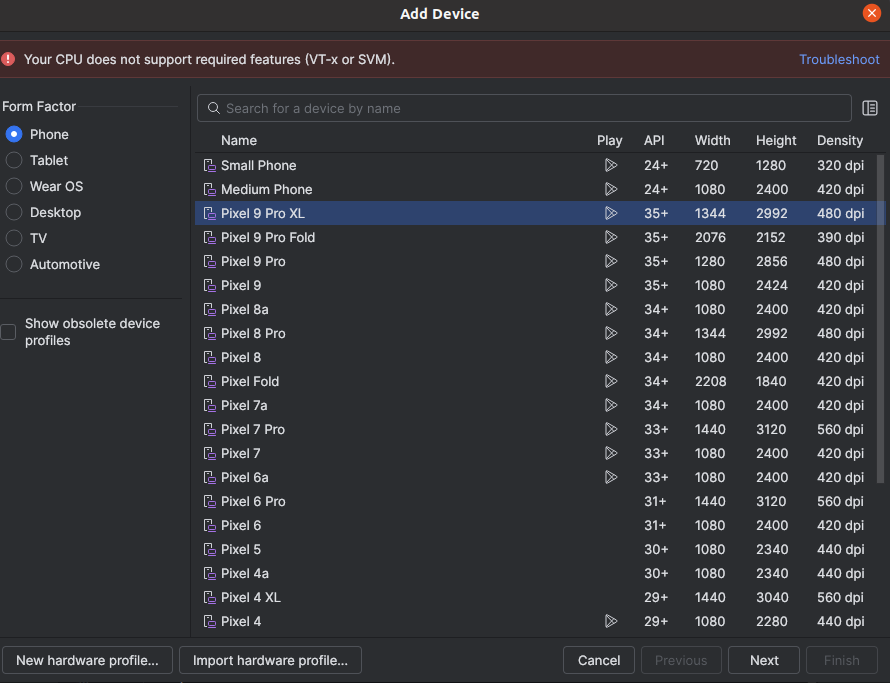 Add Device
Your CPU does not support required features (VT-x or SVM). Troubleshoot
Form Factor
Phone
Tablet
Wear OS
Desktop
TV
Automotive
Show obsolete device
profiles
Search for a device by name
Name Play API Width Height Density
Small Phone 24+ 720 1280 320 dpi
Medium Phone 24+ 1080 2400 420 dpi
Pixel 9 Pro XL 35+ 1344 2992 480 dpi
Pixel 9 Pro Fold 35+ 2076 2152 390 dpi
Pixel 9 Pro 35+ 1280 2856 480 dpi
Pixel 9 35+ 1080 2424 420 dpi
Pixel 8a 34+ 1080 2400 420 dpi
Pixel 8 Pro 34+ 1344 2992 480 dpi
Pixel 8 34+ 1080 2400 420 dpi
Pixel Fold 34+ 2208 1840 420 dpi
Pixel 7a 34+ 1080 2400 420 dpi
Pixel 7 Pro 33+ 1440 3120 560 dpi
Pixel 7 33+ 1080 2400 420 dpi
Pixel 6a 33+ 1080 2400 420 dpi
Pixel 6 Pro 31+ 1440 3120 560 dpi
Pixel 6 31+ 1080 2400 420 dpi
Pixel 5 30+ 1080 2340 440 dpi
Pixel 4a 30+ 1080 2340 440 dpi
Pixel 4 XL 29+ 1440 3040 560 dpi
Pixel 4 29+ 1080 2280 440 dpi
New hardware profile... Import hardware profile... Cancel Previous Next Finish